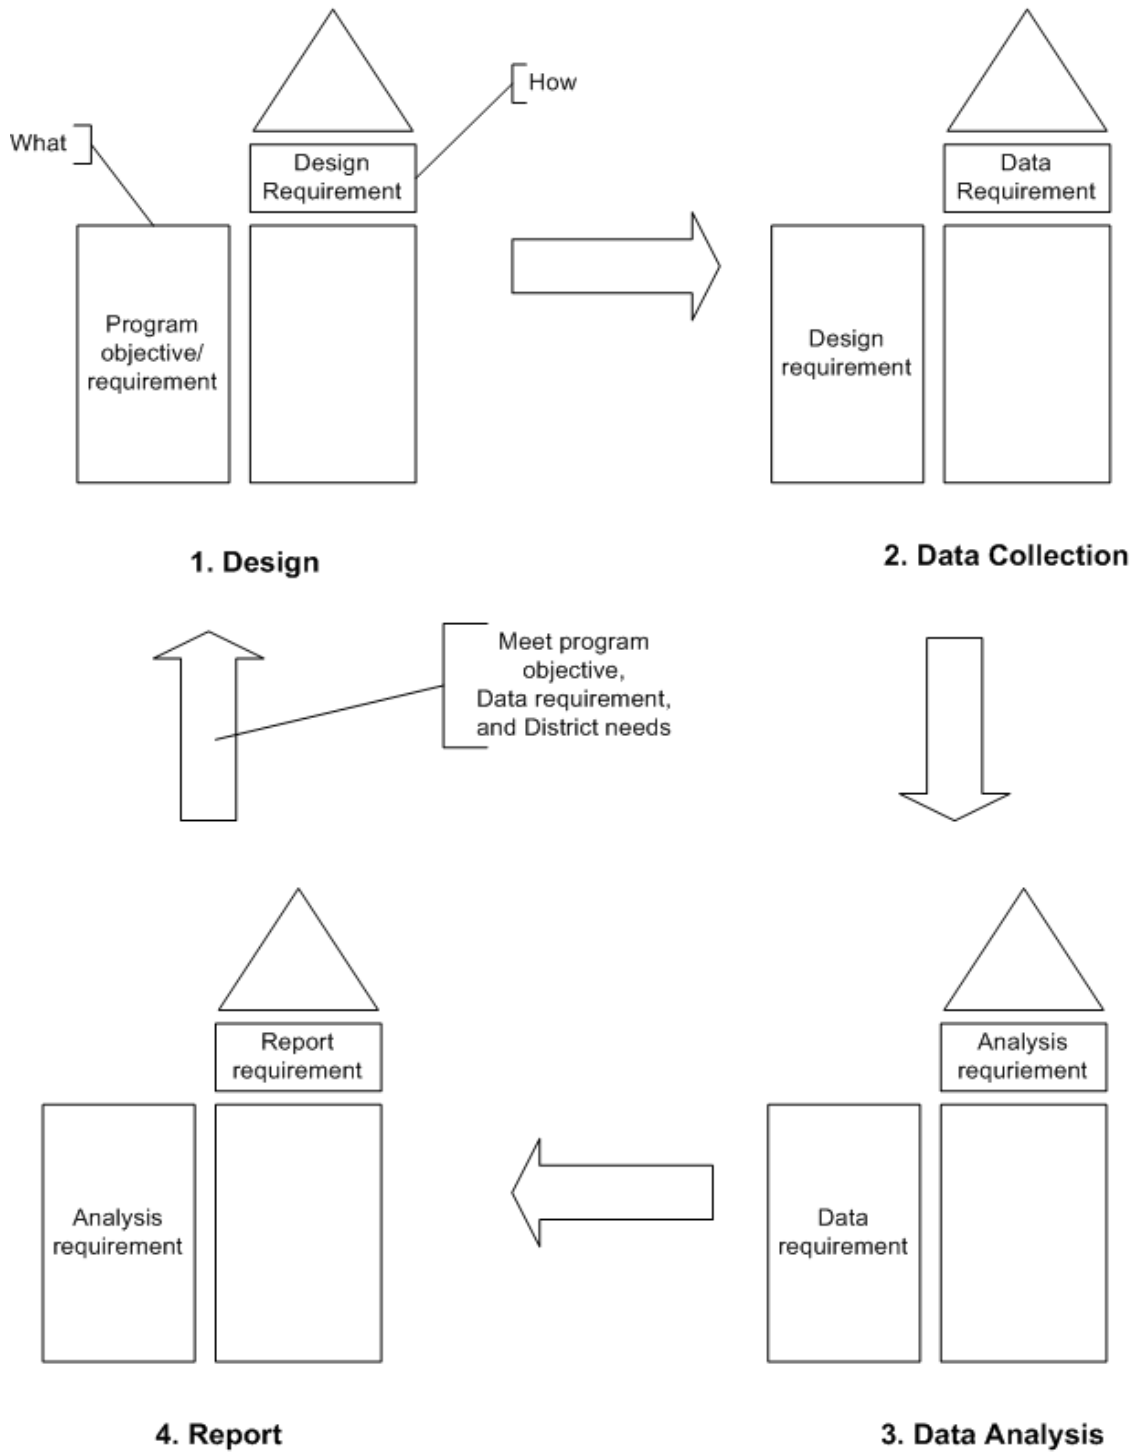 How
What
Design
Requirement
Program
objective/
requirement
1. Design
Data
Requirement
Design
requirement
2. Data Collection
Meet program
objective,
Data requirement,
and District needs
Report
requirement
Analysis
requirement
4. Report
Analysis
requriement
Data
requirement
3. Data Analysis